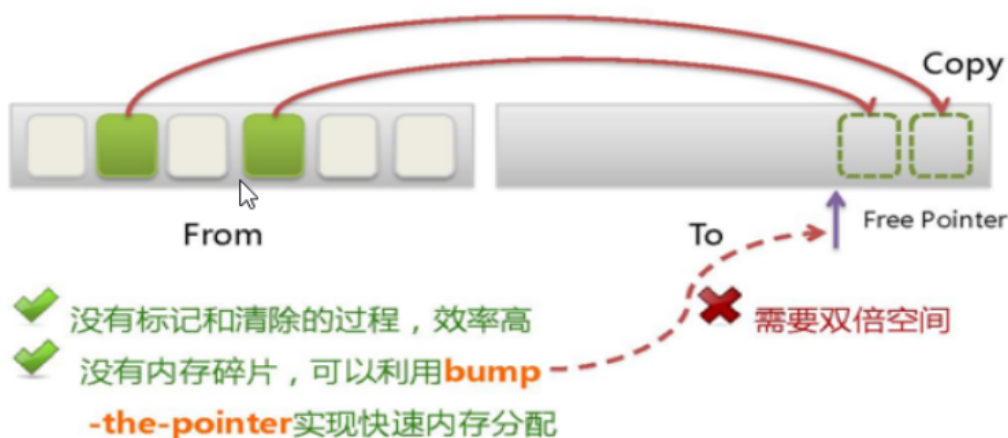 Copy
From
To
Free Pointer
没有标记和清除的过程，效率高
需要双倍空间
没有内存碎片，可以利用bump
-the-pointer实现快速内存分配